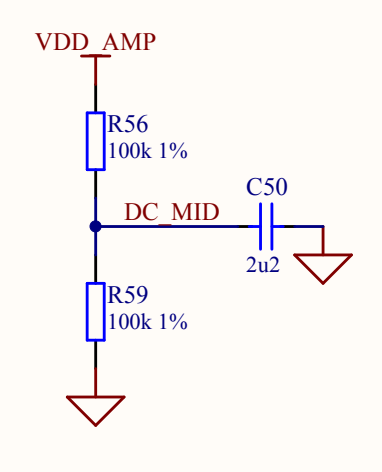 VDD_AMP
R56
100k 1%
C50
DC_MID
2u2
R59
100k 1%